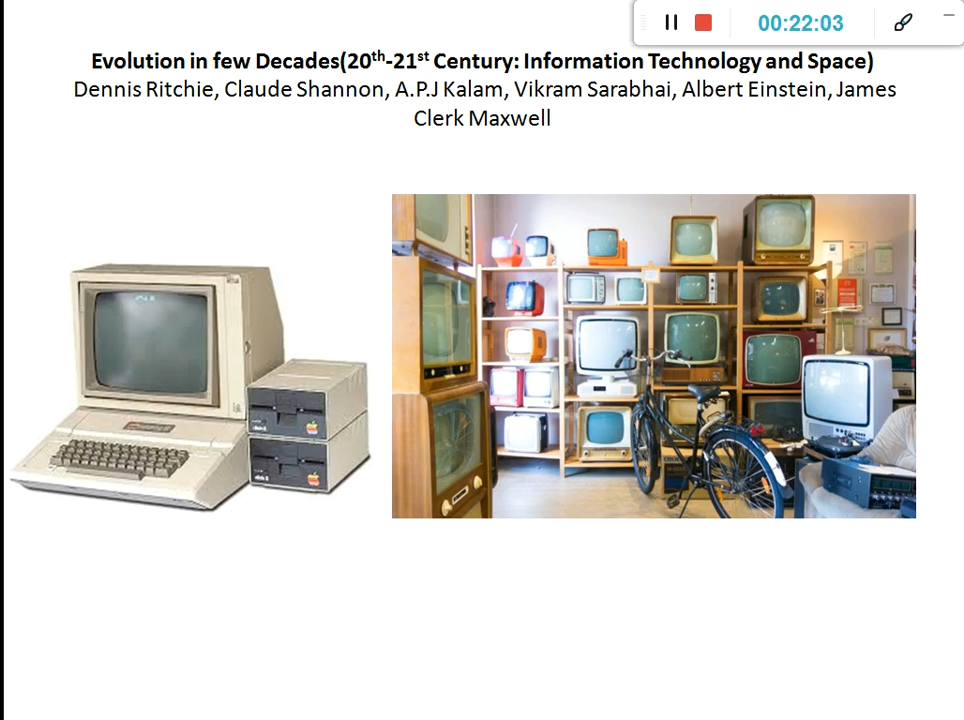 00:22:03
Evolution in few Decades(20th-21st Century: Information Technology and Space)
Dennis Ritchie, Claude Shannon, A.P.J Kalam, Vikram Sarabhai, Albert Einstein, James
Clerk Maxwell